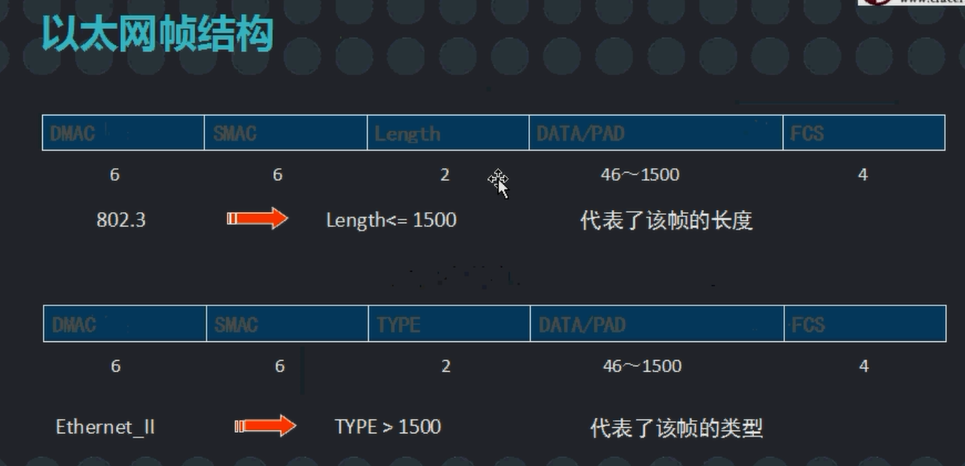 以太网帧结构
DMAC SMAC Length DATA/PAD FCS
6 6 2 46～1500 4
802.3 Length<= 1500 代表了该帧的长度
DMAC SMAC TYPE DATA/PAD FCS
6 6 2 46～1500 4
Ethernet_II TYPE > 1500 代表了该帧的类型